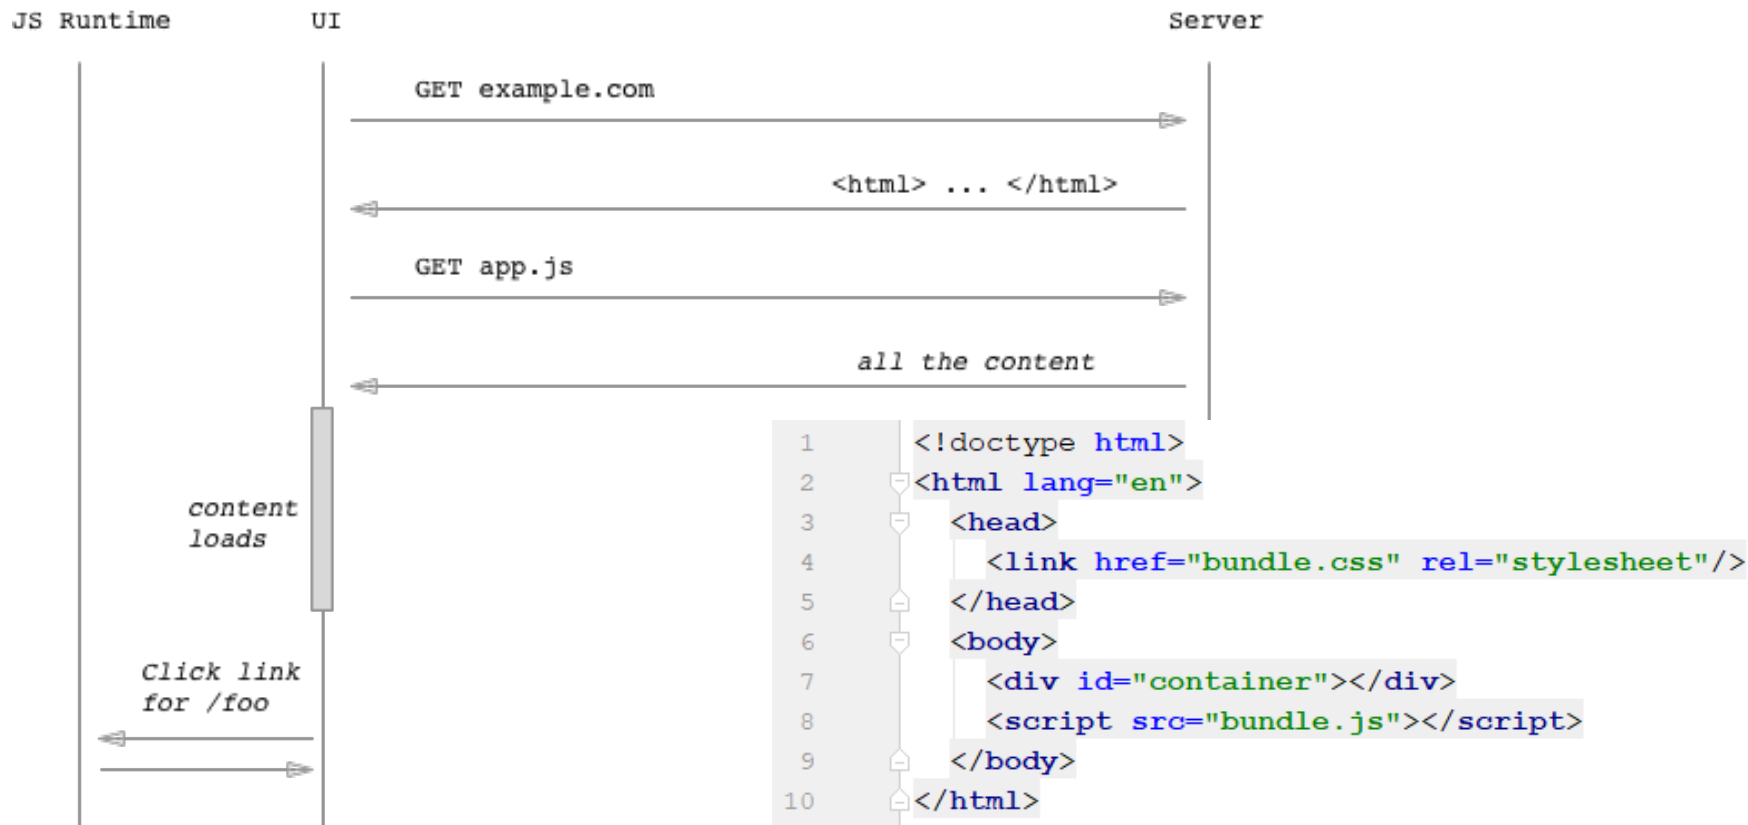 JS Runtime
UI
Server
GET example.com
<html> ... </html>
GET app.js
all the content
content
loads
Click link
for /foo
1 <!doctype html>
2 <html lang="en">
3 <head>
4 <link href="bundle.css" rel="stylesheet"/>
5 </head>
6 <body>
7 <div id="container"></div>
8 <script src="bundle.js"></script>
9 </body>
10 </html>